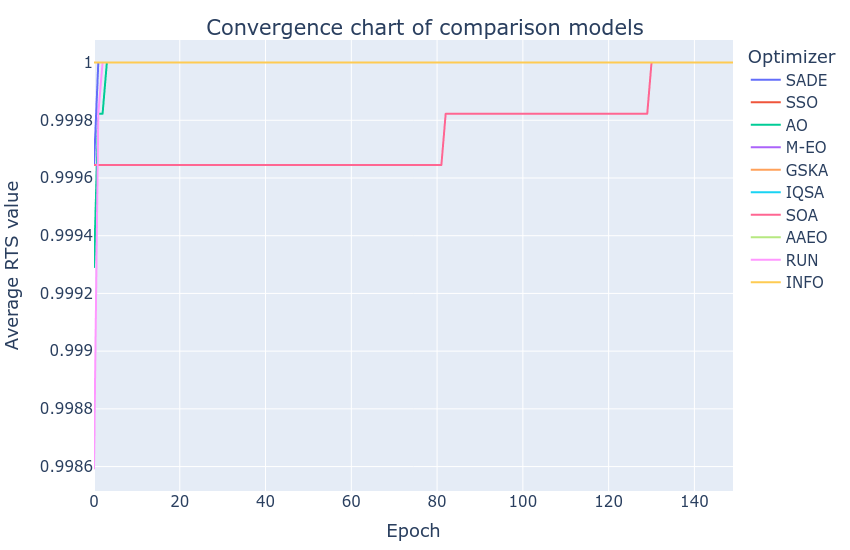 Convergence chart of comparison models
Optimizer
SADE
SSO
AO
M-EO
GSKA
IQSA
SOA
AAEO
RUN
INFO
Average RTS value
1
0.9998
0.9996
0.9994
0.9992
0.999
0.9988
0.9986
0 20 40 60 80 100 120 140
Epoch